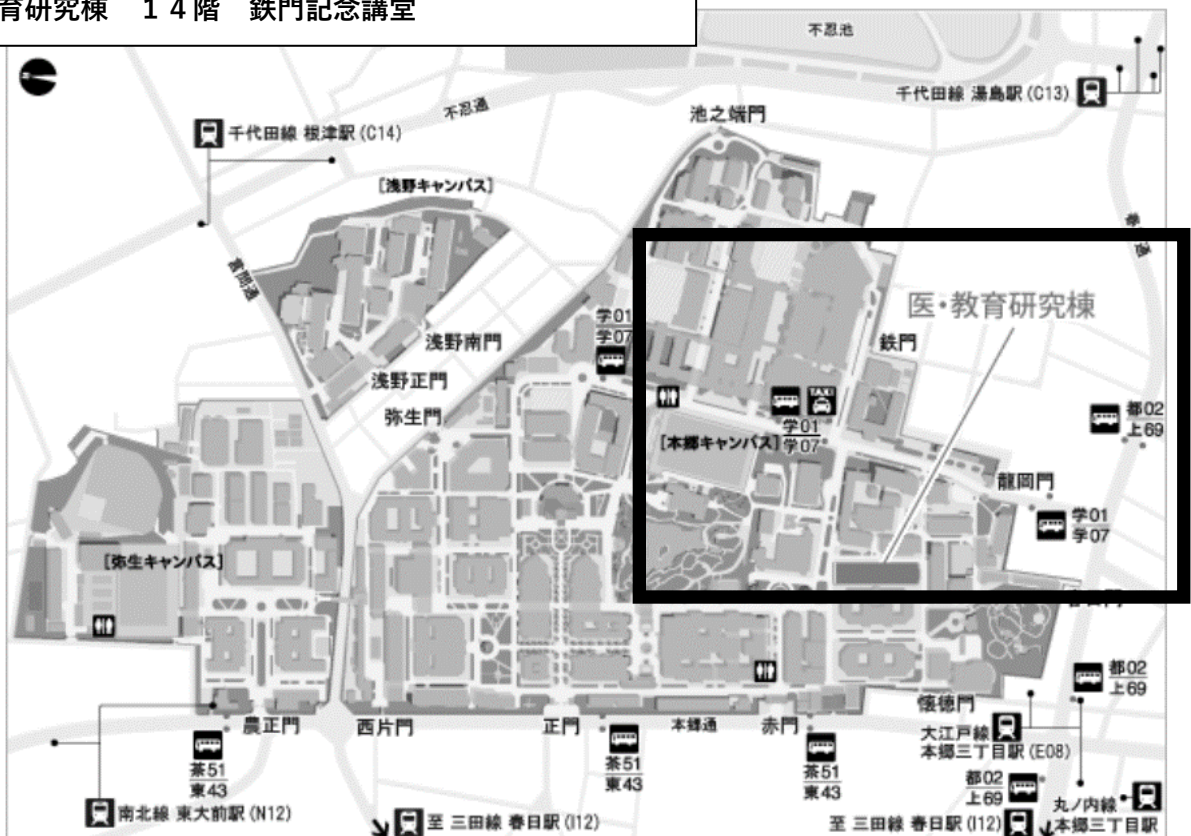 育研究棟 １４階 鉄門記念講堂
不忍池
千代田線 湯島駅(C13)
不忍通
池之端門
千代田線 根津駅(C14)
[浅野キャンパス]
言問通
医・教育研究棟
学01
学07
浅野南門
鉄門
浅野正門
弥生門
TAXI
学01
学07
[本郷キャンパス]
都02
上69
龍岡門
学01
学07
[弥生キャンパス]
都02
上69
懐徳門
農正門
西片門
正門
本郷通
赤門
大江戸線
本郷三丁目駅(E08)
茶51
東43
茶51
東43
茶51
東43
都02
上69
丸ノ内線
本郷三丁目駅
南北線 東大前駅(N12)
至 三田線 春日駅(I12)
至 三田線 春日駅(I12)